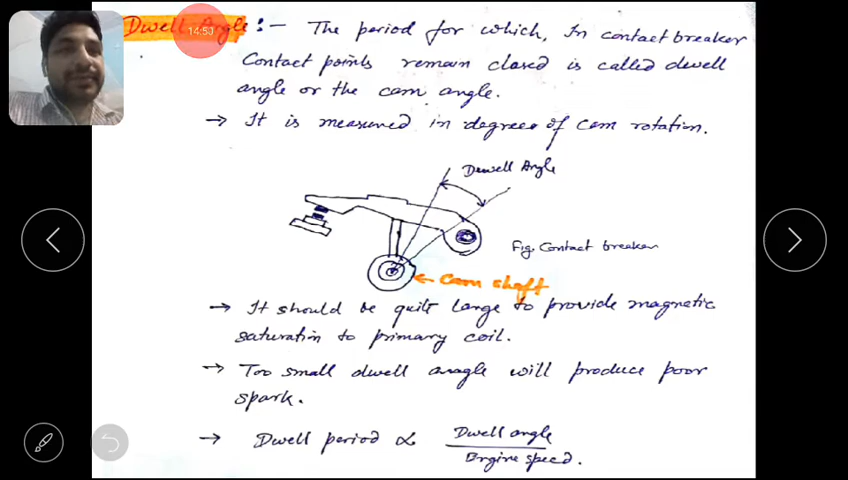 Dwell Angle :- The period for which, In contact breaker
14:50
Contact points remain closed is called dwell
angle or the cam angle.
→ It is measured in degrees of cam rotation.
Dwell Angle
Fig. Contact breaker
← Cam shaft
→ It should be quite large to provide magnetic
saturation to primary coil.
→ Too small dwell anagle will produce poor
spark.
→ Dwell period ∝ Dwell angle
Engine speed.